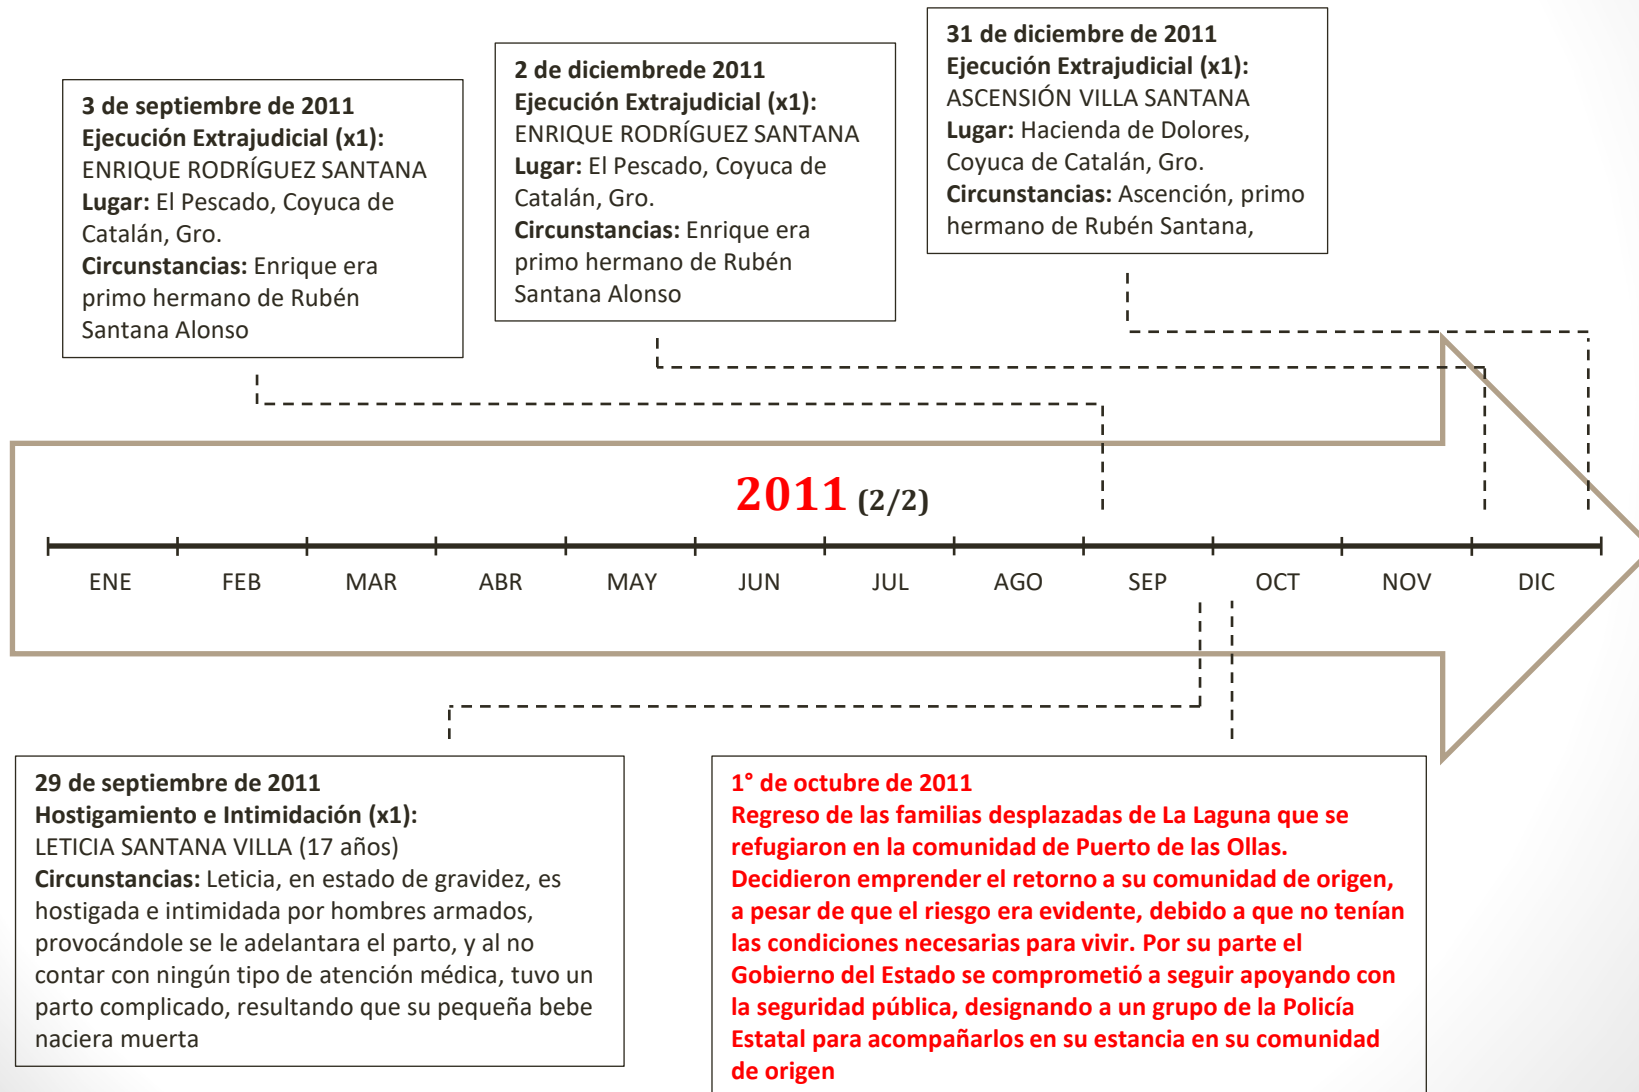 3 de septiembre de 2011
Ejecución Extrajudicial (x1):
ENRIQUE RODRÍGUEZ SANTANA
Lugar: El Pescado, Coyuca de
Catalán, Gro.
Circunstancias: Enrique era
primo hermano de Rubén
Santana Alonso
2 de diciembrede 2011
Ejecución Extrajudicial (x1):
ENRIQUE RODRÍGUEZ SANTANA
Lugar: El Pescado, Coyuca de
Catalán, Gro.
Circunstancias: Enrique era
primo hermano de Rubén
Santana Alonso
31 de diciembre de 2011
Ejecución Extrajudicial (x1):
ASCENSIÓN VILLA SANTANA
Lugar: Hacienda de Dolores,
Coyuca de Catalán, Gro.
Circunstancias: Ascención, primo
hermano de Rubén Santana,
2011 (2/2)
ENE FEB MAR ABR MAY JUN JUL AGO SEP OCT NOV DIC
29 de septiembre de 2011
Hostigamiento e Intimidación (x1):
LETICIA SANTANA VILLA (17 años)
Circunstancias: Leticia, en estado de gravidez, es
hostigada e intimidada por hombres armados,
provocándole se le adelantara el parto, y al no
contar con ningún tipo de atención médica, tuvo un
parto complicado, resultando que su pequeña bebe
naciera muerta
1° de octubre de 2011
Regreso de las familias desplazadas de La Laguna que se
refugiaron en la comunidad de Puerto de las Ollas.
Decidieron emprender el retorno a su comunidad de origen,
a pesar de que el riesgo era evidente, debido a que no tenían
las condiciones necesarias para vivir. Por su parte el
Gobierno del Estado se comprometió a seguir apoyando con
la seguridad pública, designando a un grupo de la Policía
Estatal para acompañarlos en su estancia en su comunidad
de origen